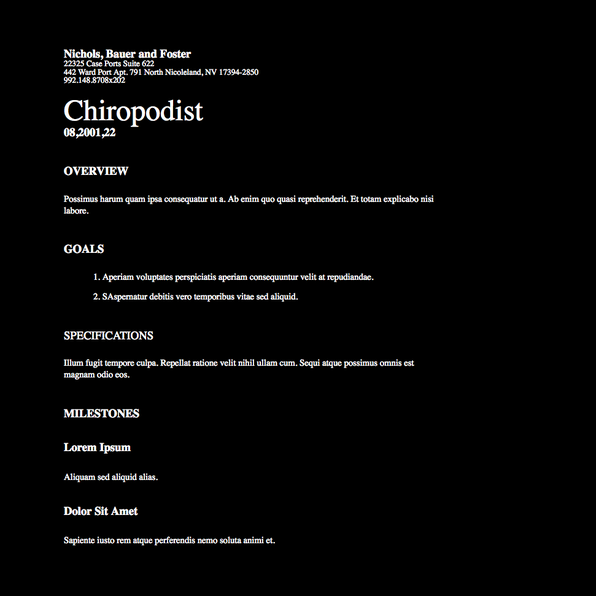 Nichols, Bauer and Foster
22325 Case Ports Suite 622
442 Ward Port Apt. 791 North Nicoleland, NV 17394-2850
992.148.8708x202
Chiropodist
08,2001,22
OVERVIEW
Possimus harum quam ipsa consequatur ut a. Ab enim quo quasi reprehenderit. Et totam explicabo nisi
labore.
GOALS
1. Aperiam voluptates perspiciatis aperiam consequuntur velit at repudiandae.
2. SAspernatur debitis vero temporibus vitae sed aliquid.
SPECIFICATIONS
Illum fugit tempore culpa. Repellat ratione velit nihil ullam cum. Sequi atque possimus omnis est
magnam odio eos.
MILESTONES
Lorem Ipsum
Aliquam sed aliquid alias.
Dolor Sit Amet
Sapiente iusto rem atque perferendis nemo soluta animi et.